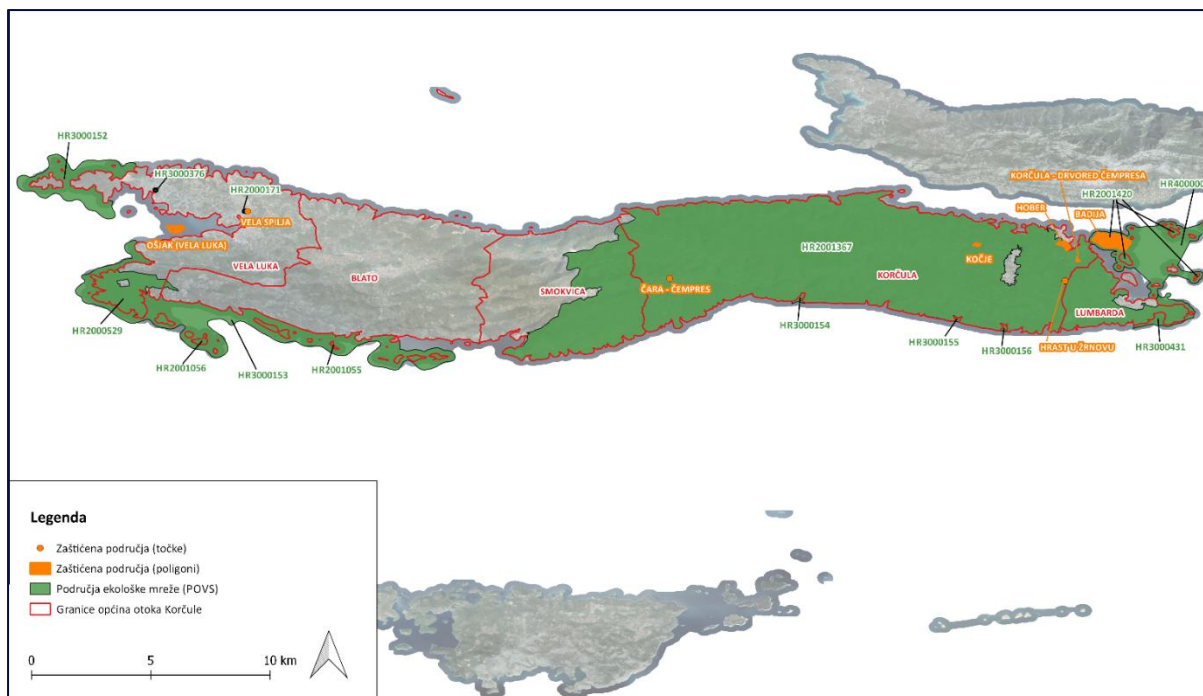 HR3000152
HR3000376
HR2000171
VELA SPILJA
OŠJAK (VELA LUKA)
VELA LUKA
BLATO
SMOKVICA
HR2000529
HR2001056
HR3000153
HR2001055
ČARA - ČEMPRES
HR2001367
KORČULA
HR3000154
HR3000155
HR3000156
KOČJE
KORČULA - DRVORED ČEMPRESA
HOBER
BADIJA
HR2001420
HR400000
LUMBARDA
HRAST U ŽRNOVU
HR3000431
Legenda
Zaštićena područja (točke)
Zaštićena područja (poligoni)
Područja ekološke mreže (POVS)
Granice općina otoka Korčule
0 5 10 km